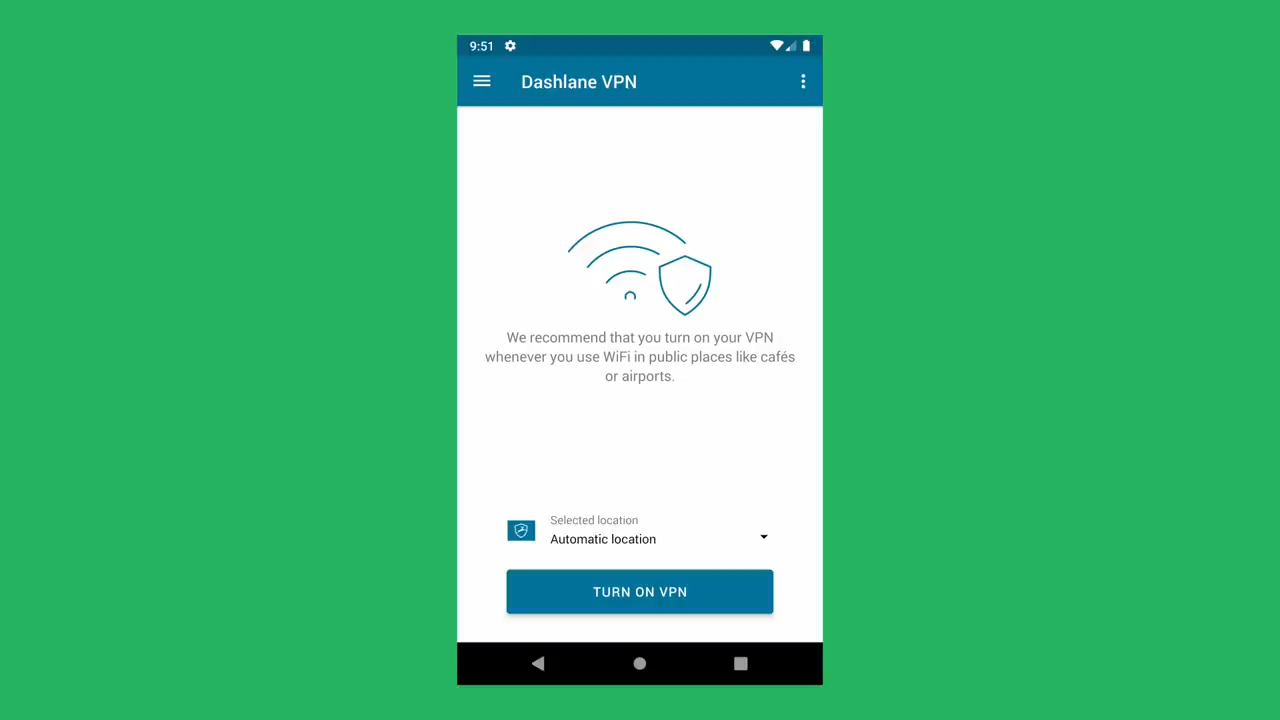 9:51
Dashlane VPN
We recommend that you turn on your VPN
whenever you use WiFi in public places like cafés
or airports.
Selected location
Automatic location
TURN ON VPN